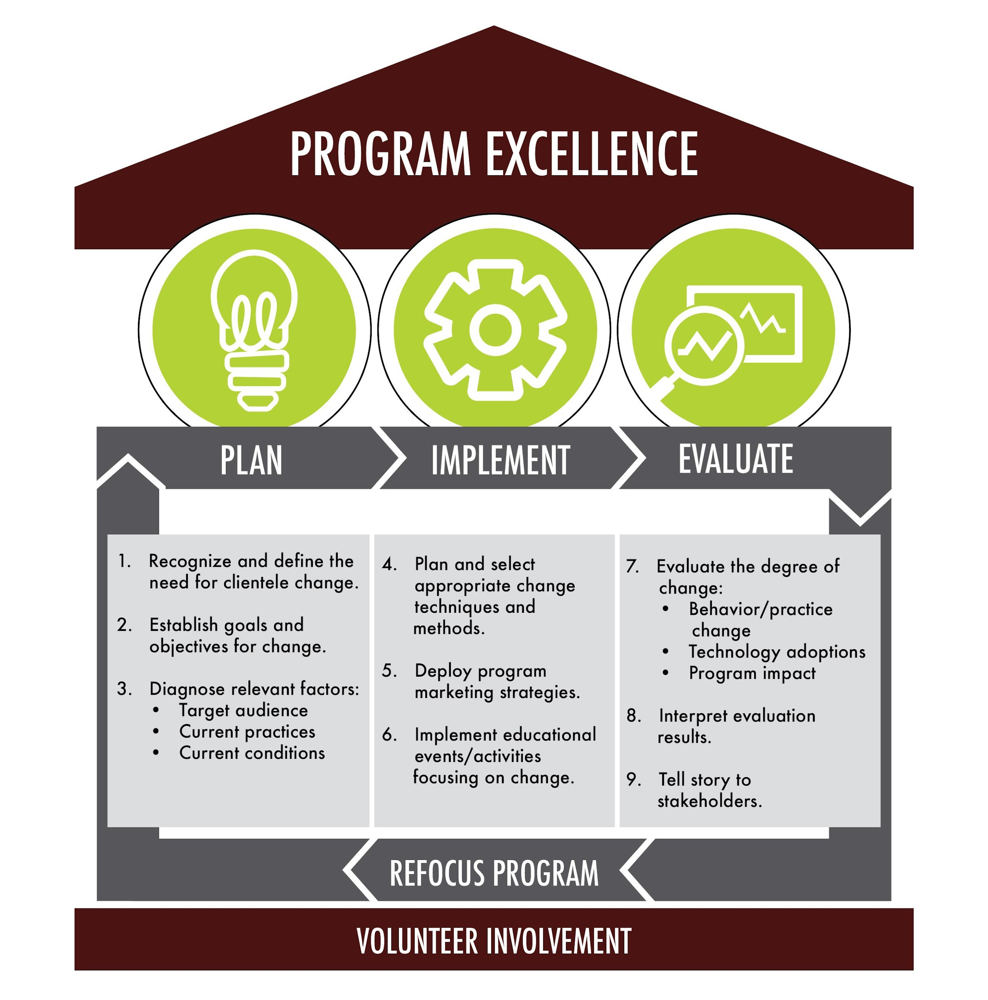 PROGRAM EXCELLENCE
PLAN
IMPLEMENT
EVALUATE
1. Recognize and define the
need for clientele change.
2. Establish goals and
objectives for change.
3. Diagnose relevant factors:
• Target audience
• Current practices
• Current conditions
4. Plan and select
appropriate change
techniques and
methods.
5. Deploy program
marketing strategies.
6. Implement educational
events/activities
focusing on change.
7. Evaluate the degree of
change:
• Behavior/practice
change
• Technology adoptions
• Program impact
8. Interpret evaluation
results.
9. Tell story to
stakeholders.
REFOCUS PROGRAM
VOLUNTEER INVOLVEMENT